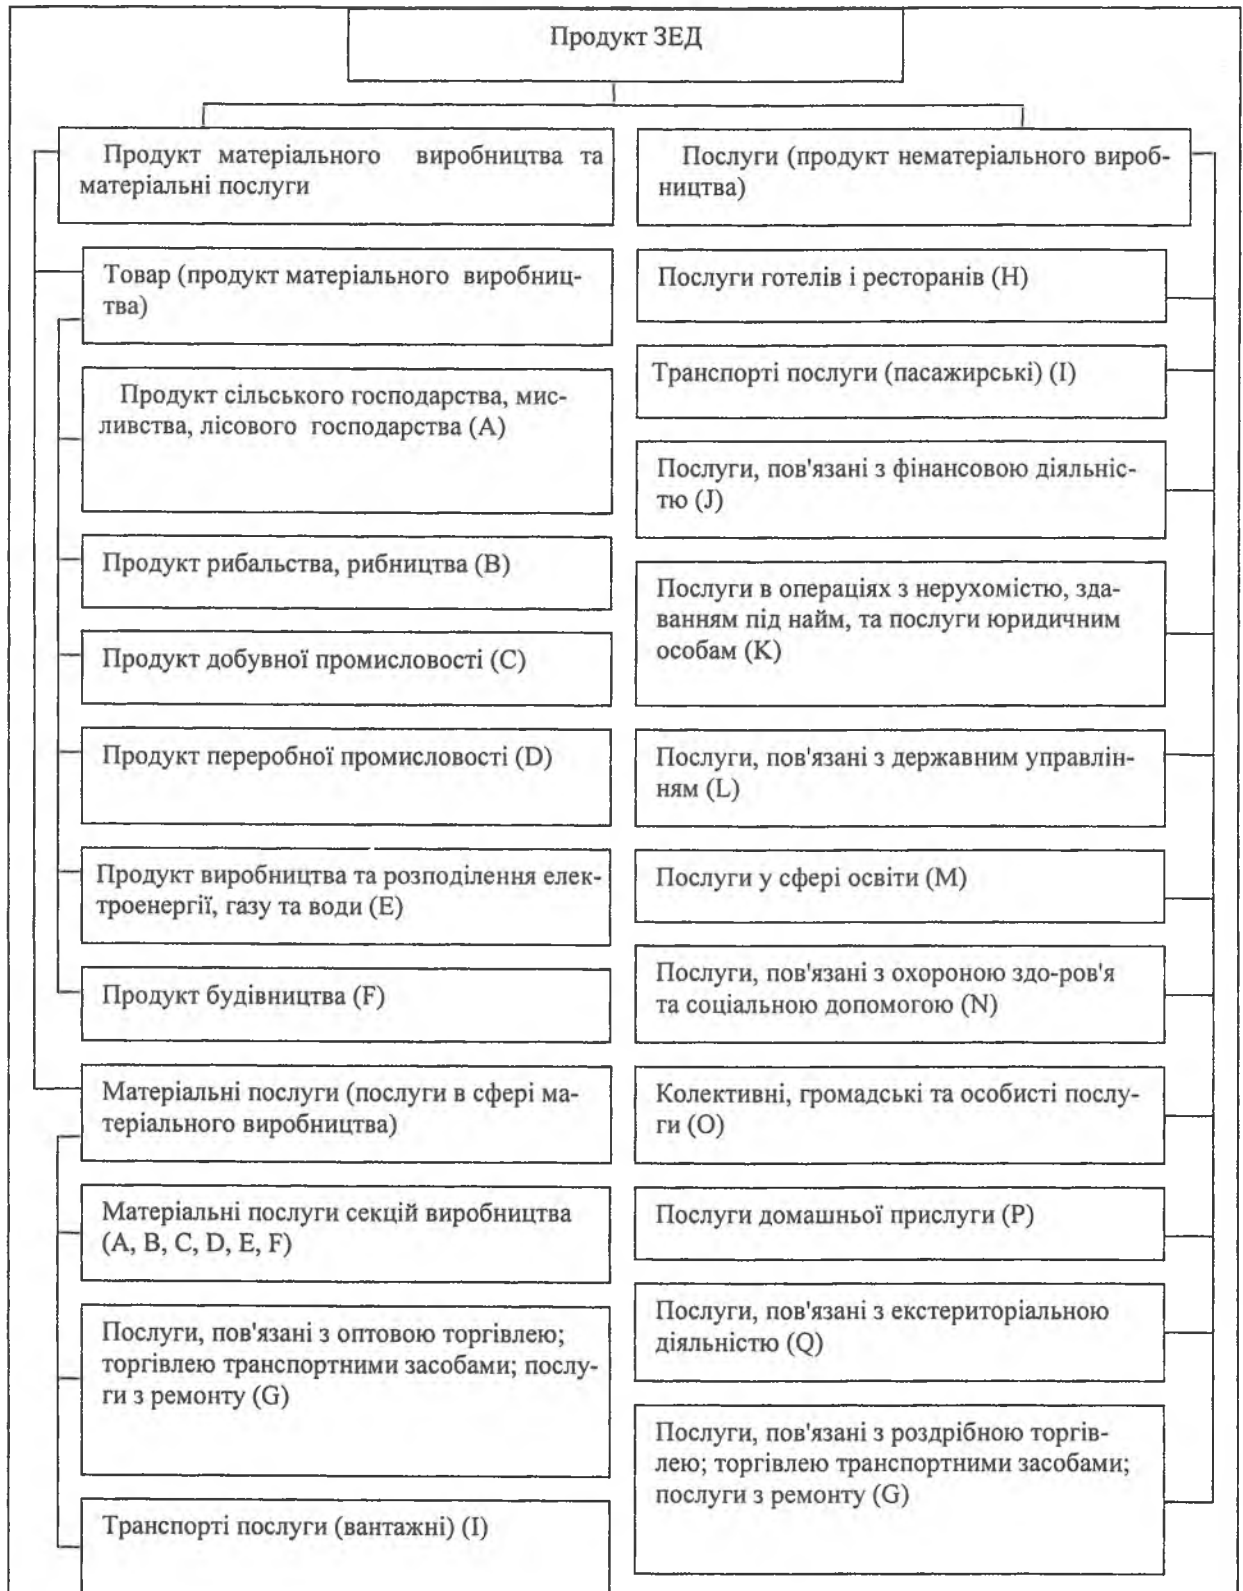 Продукт ЗЕД
Продукт матеріального виробництва та
матеріальні послуги
Товар (продукт матеріального виробниц-
тва)
Продукт сільського господарства, мис-
ливства, лісового господарства (A)
Продукт рибальства, рибництва (B)
Продукт добувної промисловості (C)
Продукт переробної промисловості (D)
Продукт виробництва та розподілення елек-
троенергії, газу та води (E)
Продукт будівництва (F)
Матеріальні послуги (послуги в сфері ма-
теріального виробництва)
Матеріальні послуги секцій виробництва
(A, B, C, D, E, F)
Послуги, пов'язані з оптовою торгівлею;
торгівлею транспортними засобами; послу-
ги з ремонту (G)
Транспорті послуги (вантажні) (I)
Послуги (продукт нематеріального вироб-
ництва)
Послуги готелів і ресторанів (H)
Транспорті послуги (пасажирські) (I)
Послуги, пов'язані з фінансовою діяльніс-
тю (J)
Послуги в операціях з нерухомістю, зда-
ванням під найм, та послуги юридичним
особам (K)
Послуги, пов'язані з державним управлін-
ням (L)
Послуги у сфері освіти (M)
Послуги, пов'язані з охороною здо-ров'я
та соціальною допомогою (N)
Колективні, громадські та особисті послу-
ги (O)
Послуги домашньої прислуги (P)
Послуги, пов'язані з екстериторіальною
діяльністю (Q)
Послуги, пов'язані з роздрібною торгів-
лею; торгівлею транспортними засобами;
послуги з ремонту (G)